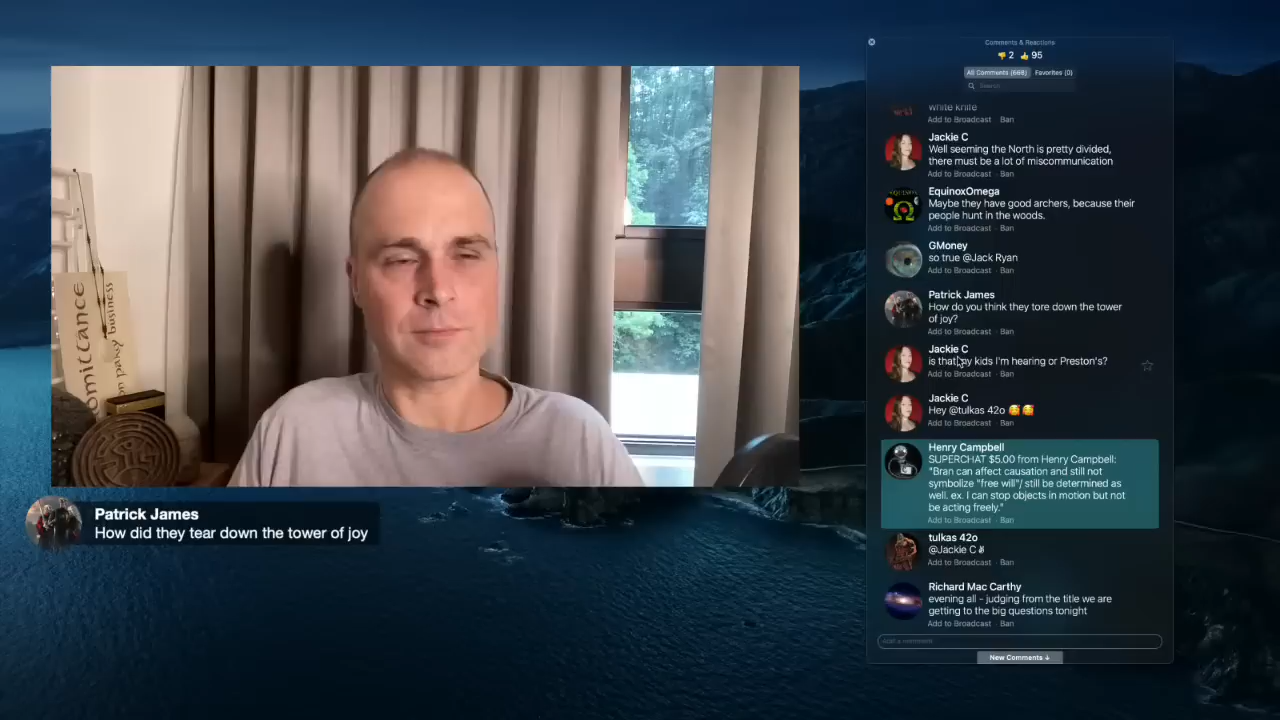 omittance
on parky
business
Patrick James
How did they tear down the tower of joy
Comments & Reactions
👎 2 👍 95
All Comments (668) Favorites (0)
Search
white knife
Add to Broadcast · Ban
Jackie C
Well seeming the North is pretty divided,
there must be a lot of miscommunication
Add to Broadcast · Ban
EquinoxOmega
Maybe they have good archers, because their
people hunt in the woods.
Add to Broadcast · Ban
GMoney
so true @Jack Ryan
Add to Broadcast · Ban
Patrick James
How do you think they tore down the tower
of joy?
Add to Broadcast · Ban
Jackie C
is that my kids I'm hearing or Preston's?
Add to Broadcast · Ban
Jackie C
Hey @tulkas 42o 🥰 🥰
Add to Broadcast · Ban
Henry Campbell
SUPERCHAT $5.00 from Henry Campbell:
"Bran can affect causation and still not
symbolize "free will"/ still be determined as
well. ex. I can stop objects in motion but not
be acting freely."
Add to Broadcast · Ban
tulkas 42o
@Jackie C✌
Add to Broadcast · Ban
Richard Mac Carthy
evening all - judging from the title we are
getting to the big questions tonight
Add to Broadcast · Ban
Add a comment
New Comments ↓